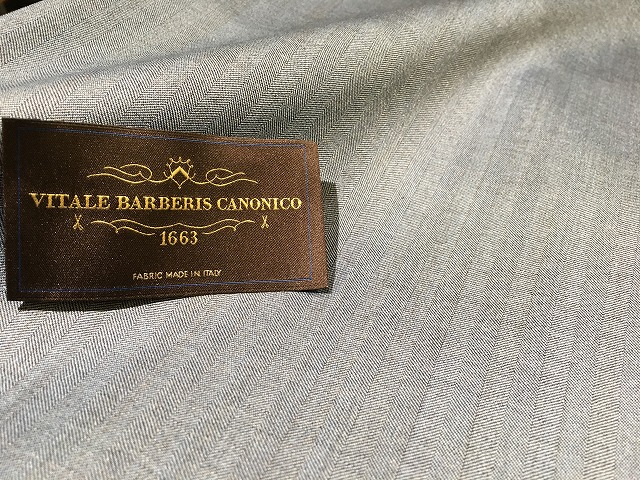 VITALE BARBERIS CANONICO
1663
FABRIC MADE IN ITALY